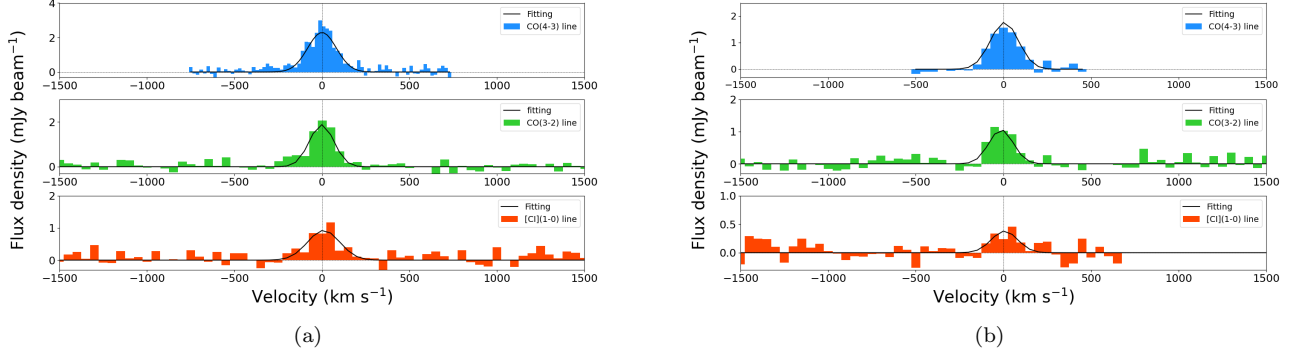 Flux density (mJy beam⁻¹)
4
2
0
Fitting
CO(4-3) line
−1500 −1000 −500 0 500 1000 1500
2
0
fitting
CO(3-2) line
−1500 −1000 −500 0 500 1000 1500
2
1
0
Fitting
[CI](1-0) line
−1500 −1000 −500 0 500 1000 1500
Velocity (km s⁻¹)
(a)
Flux density (mJy beam⁻¹)
2
1
0
Fitting
CO(4-3) line
−1500 −1000 −500 0 500 1000 1500
2
1
0
Fitting
CO(3-2) line
−1500 −1000 −500 0 500 1000 1500
1.0
0.5
0.0
Fitting
[CI](1-0) line
−1500 −1000 −500 0 500 1000 1500
Velocity (km s⁻¹)
(b)